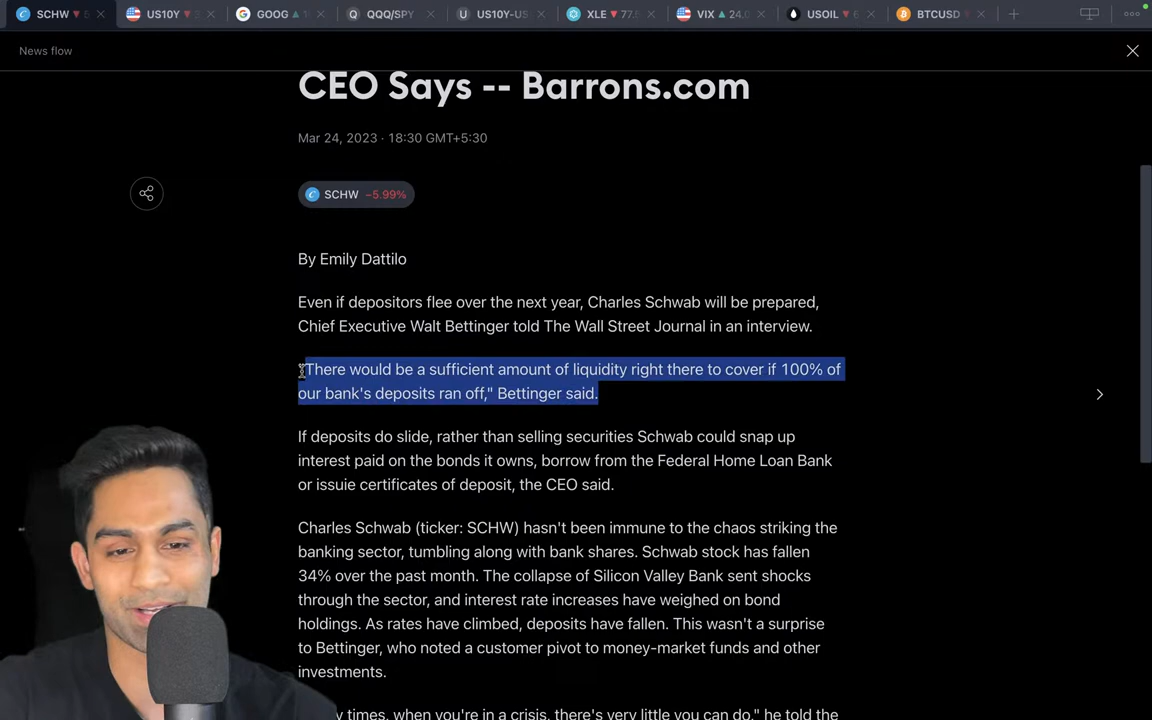 SCHW US10Y GOOG QQQ/SPY US10Y-US XLE 77. VIX 24. USOIL BTCUSD
News flow
CEO Says -- Barrons.com
Mar 24, 2023 · 18:30 GMT+5:30
SCHW −5.99%
By Emily Dattilo
Even if depositors flee over the next year, Charles Schwab will be prepared,
Chief Executive Walt Bettinger told The Wall Street Journal in an interview.
"There would be a sufficient amount of liquidity right there to cover if 100% of
our bank's deposits ran off," Bettinger said.
If deposits do slide, rather than selling securities Schwab could snap up
interest paid on the bonds it owns, borrow from the Federal Home Loan Bank
or issuie certificates of deposit, the CEO said.
Charles Schwab (ticker: SCHW) hasn't been immune to the chaos striking the
banking sector, tumbling along with bank shares. Schwab stock has fallen
34% over the past month. The collapse of Silicon Valley Bank sent shocks
through the sector, and interest rate increases have weighed on bond
holdings. As rates have climbed, deposits have fallen. This wasn't a surprise
to Bettinger, who noted a customer pivot to money-market funds and other
investments.
times, when you're in a crisis, there's very little you can do," he told the